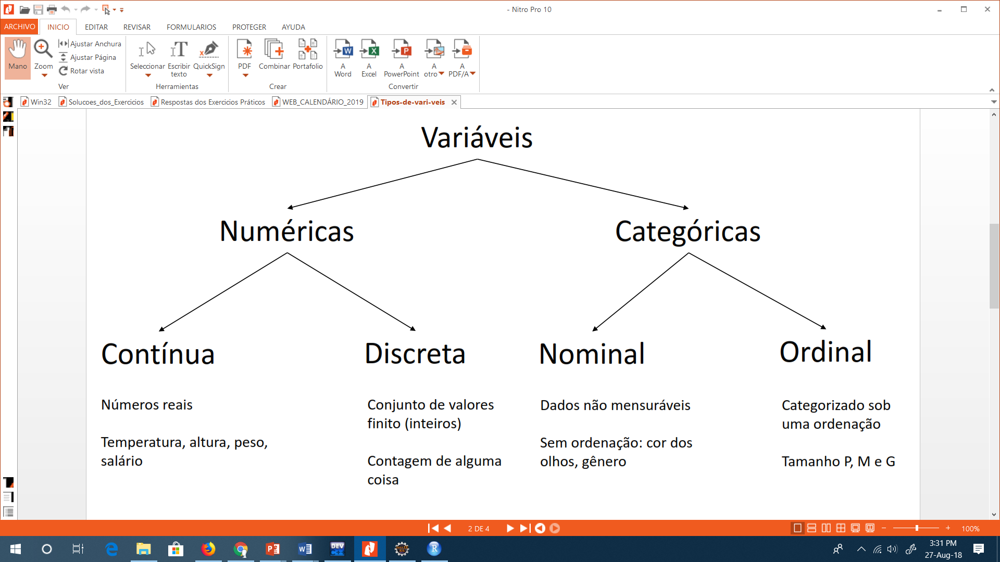 - Nitro Pro 10
ARCHIVO INICIO EDITAR REVISAR FORMULARIOS PROTEGER AYUDA
Mano
Zoom
Ajustar Anchura
Ajustar Página
Rotar vista
Ver
Seleccionar
Escribir
texto
QuickSign
Herramientas
PDF
Combinar
Portafolio
Crear
A
Word
A
Excel
A
PowerPoint
A
otro
A
PDF/A
Convertir
Win32 Solucoes_dos_Exercicios Respostas dos Exercicios Práticos WEB_CALENDÁRIO_2019 Tipos-de-vari-veis
Variáveis
Numéricas
Categóricas
Contínua
Números reais
Temperatura, altura, peso,
salário
Discreta
Conjunto de valores
finito (inteiros)
Contagem de alguma
coisa
Nominal
Dados não mensuráveis
Sem ordenação: cor dos
olhos, gênero
Ordinal
Categorizado sob
uma ordenação
Tamanho P, M e G
2 DE 4
100%
3:31 PM
27-Aug-18